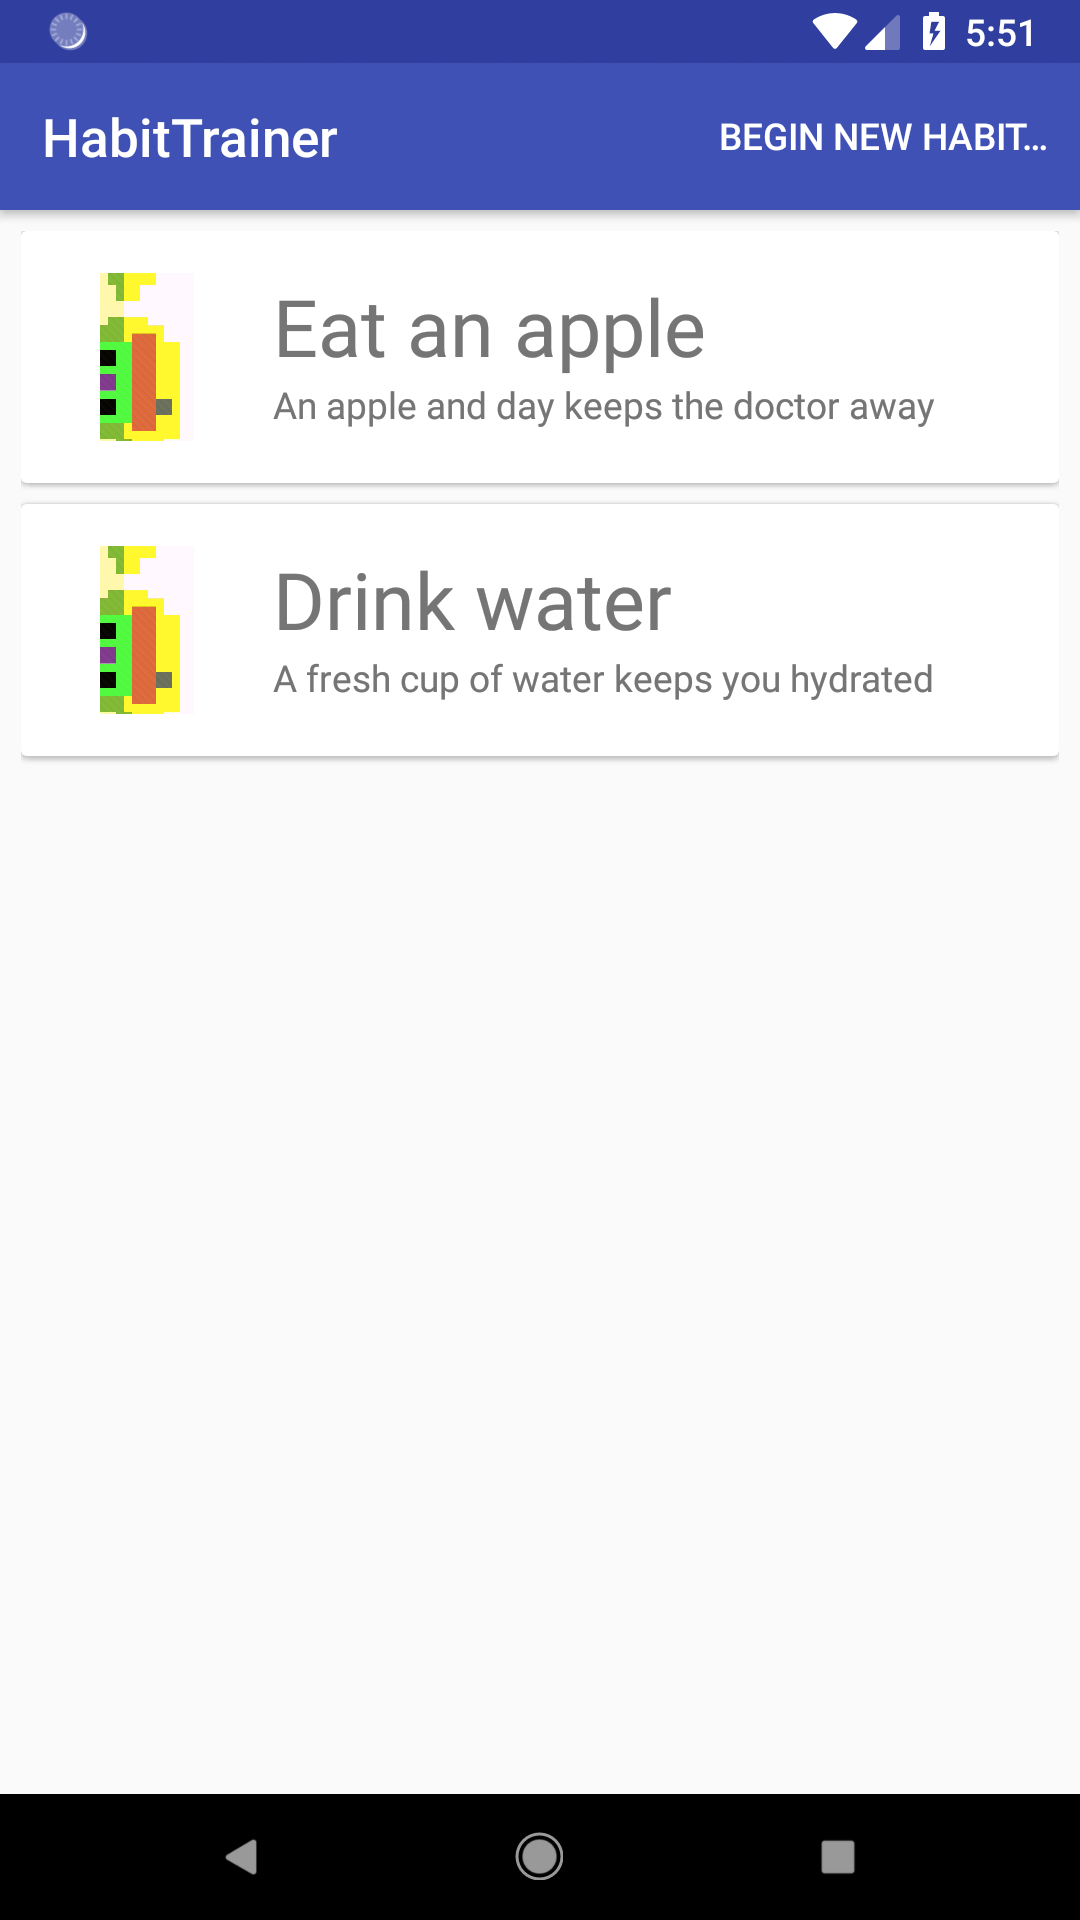 5:51
HabitTrainer
BEGIN NEW HABIT…
Eat an apple
An apple and day keeps the doctor away
Drink water
A fresh cup of water keeps you hydrated